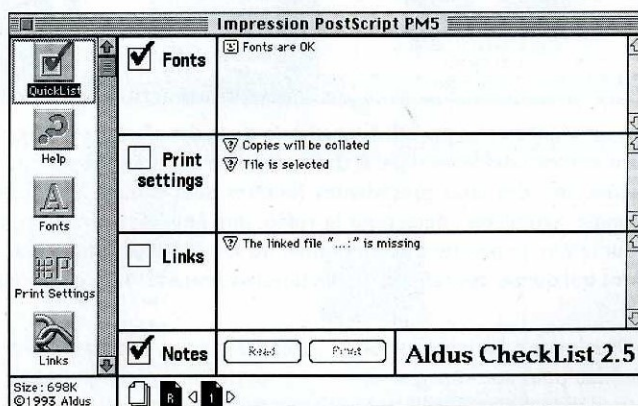 Impression PostScript PM5
QuickList
Help
Fonts
Print Settings
Links
Size : 698K
©1993 Aldus
Fonts
Fonts are OK
Print
settings
Copies will be collated
Tile is selected
Links
The linked file "...:" is missing
Notes
Read
Print
Aldus CheckList 2.5
R
1